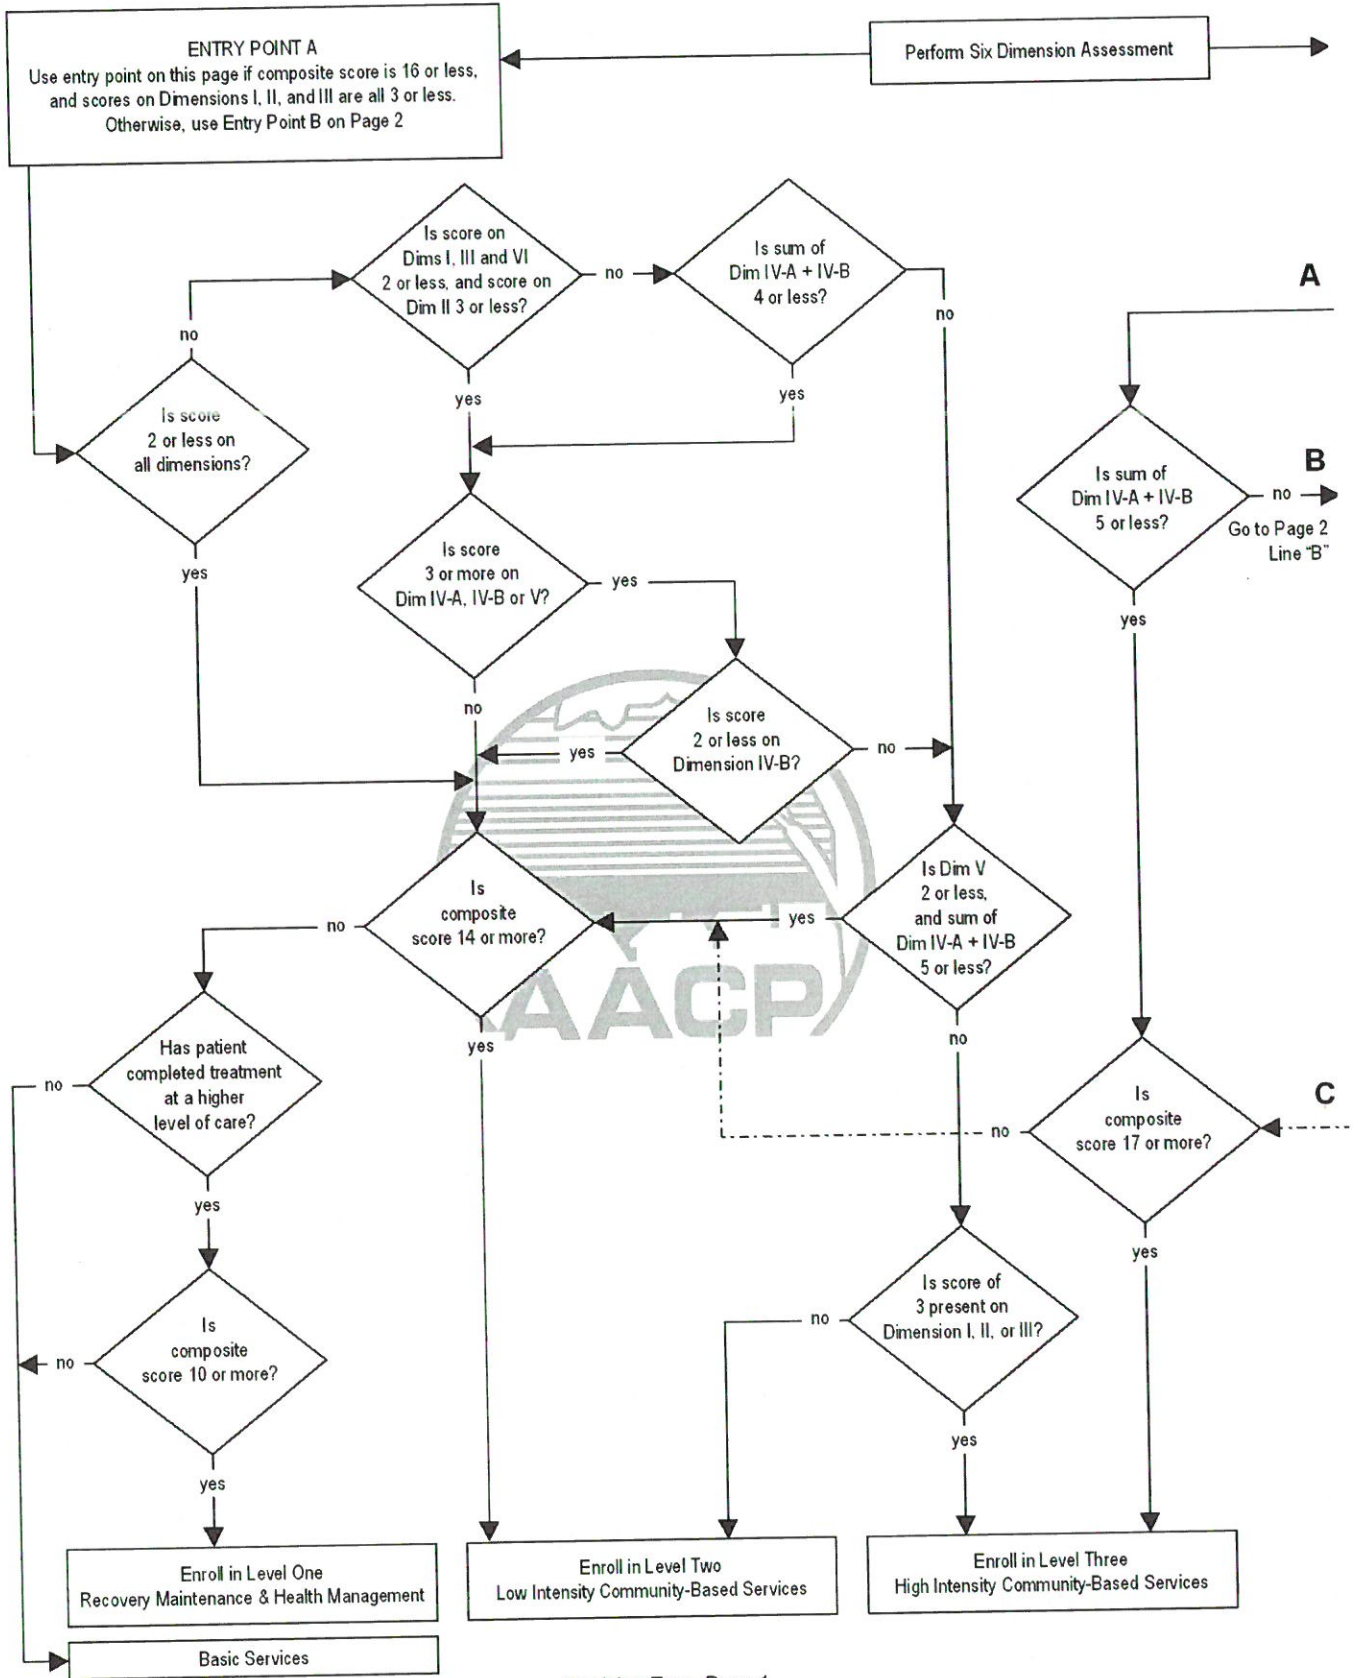 ENTRY POINT A
Use entry point on this page if composite score is 16 or less,
and scores on Dimensions I, II, and III are all 3 or less.
Otherwise, use Entry Point B on Page 2
Perform Six Dimension Assessment
Is score on
Dims I, III and VI
2 or less, and score on
Dim II 3 or less?
no
Is sum of
Dim IV-A + IV-B
4 or less?
no
A
no
yes
yes
Is score
2 or less on
all dimensions?
yes
Is sum of
Dim IV-A + IV-B
5 or less?
B
no
Go to Page 2
Line "B"
yes
Is score
3 or more on
Dim IV-A, IV-B or V?
yes
no
Is score
2 or less on
Dimension IV-B?
yes
no
Is
composite
score 14 or more?
no
yes
Is Dim V
2 or less,
and sum of
Dim IV-A + IV-B
5 or less?
yes
no
AACP
Has patient
completed treatment
at a higher
level of care?
no
yes
Is
composite
score 17 or more?
no
C
yes
Is
composite
score 10 or more?
no
yes
Is score of
3 present on
Dimension I, II, or III?
no
yes
Enroll in Level One
Recovery Maintenance & Health Management
Enroll in Level Two
Low Intensity Community-Based Services
Enroll in Level Three
High Intensity Community-Based Services
Basic Services